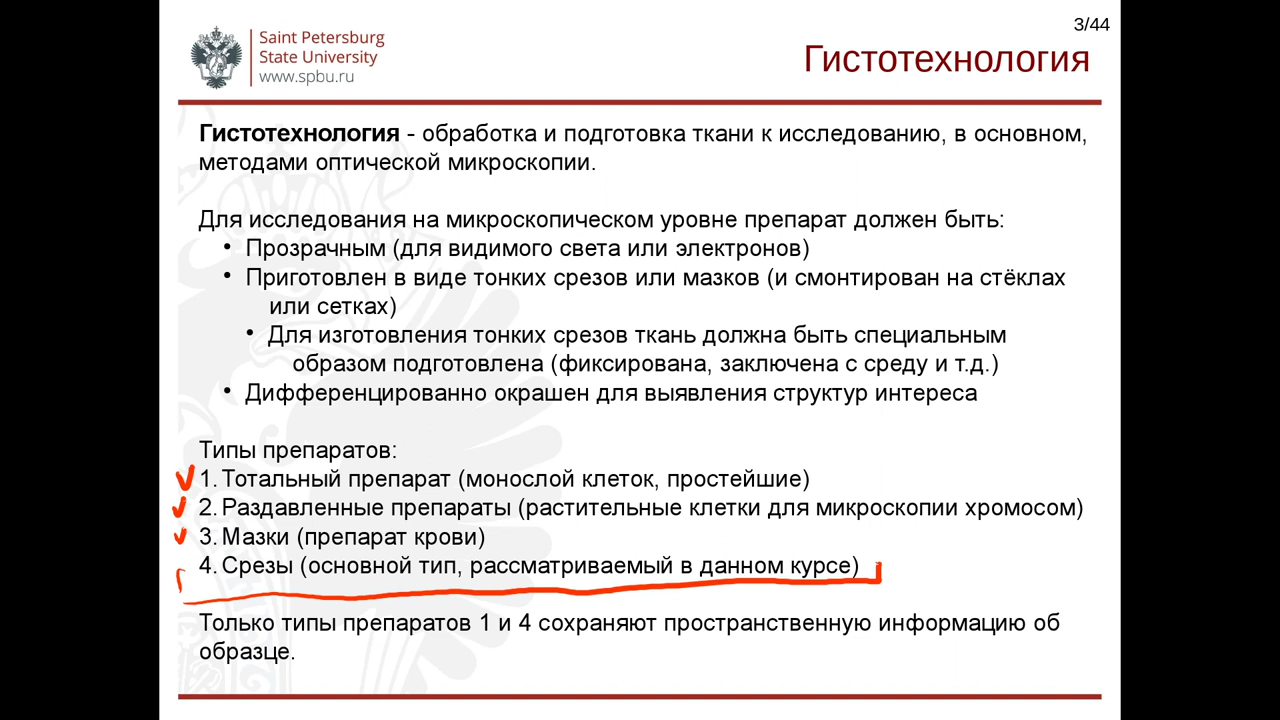 3/44
Saint Petersburg
State University
www.spbu.ru
Гистотехнология
Гистотехнология - обработка и подготовка ткани к исследованию, в основном,
методами оптической микроскопии.
Для исследования на микроскопическом уровне препарат должен быть:
• Прозрачным (для видимого света или электронов)
• Приготовлен в виде тонких срезов или мазков (и смонтирован на стёклах
или сетках)
• Для изготовления тонких срезов ткань должна быть специальным
образом подготовлена (фиксирована, заключена с среду и т.д.)
• Дифференцированно окрашен для выявления структур интереса
Типы препаратов:
1. Тотальный препарат (монослой клеток, простейшие)
2. Раздавленные препараты (растительные клетки для микроскопии хромосом)
3. Мазки (препарат крови)
4. Срезы (основной тип, рассматриваемый в данном курсе)
Только типы препаратов 1 и 4 сохраняют пространственную информацию об
образце.